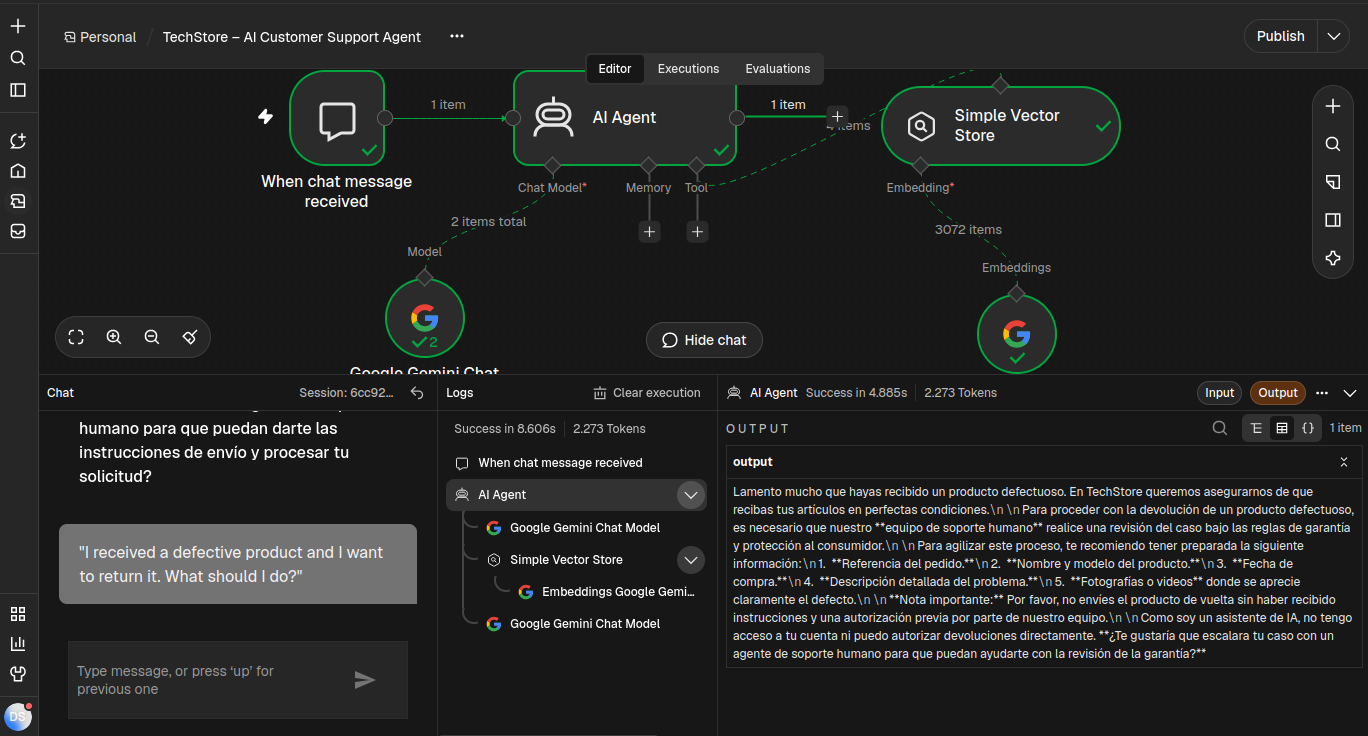 Personal / TechStore – AI Customer Support Agent
Publish
Editor
Executions
Evaluations
1 item
AI Agent
1 item
4 items
Simple Vector
Store
When chat message
received
Chat Model*
Memory
Tool
Embedding*
2 items total
3072 items
Model
Embeddings
2
Hide chat
Google Gemini Chat
Chat
Session: 6cc92...
humano para que puedan darte las
instrucciones de envío y procesar tu
solicitud?
"I received a defective product and I want
to return it. What should I do?"
Type message, or press ‘up’ for
previous one
DS
Logs
Clear execution
Success in 8.606s
2.273 Tokens
When chat message received
AI Agent
Google Gemini Chat Model
Simple Vector Store
Embeddings Google Gemi...
Google Gemini Chat Model
AI Agent
Success in 4.885s
2.273 Tokens
Input
Output
OUTPUT
1 item
output
Lamento mucho que hayas recibido un producto defectuoso. En TechStore queremos asegurarnos de que
recibas tus artículos en perfectas condiciones.\n \n Para proceder con la devolución de un producto defectuoso,
es necesario que nuestro **equipo de soporte humano** realice una revisión del caso bajo las reglas de garantía
y protección al consumidor.\n \n Para agilizar este proceso, te recomiendo tener preparada la siguiente
información:\n 1. **Referencia del pedido.**\n 2. **Nombre y modelo del producto.**\n 3. **Fecha de
compra.**\n 4. **Descripción detallada del problema.**\n 5. **Fotografías o videos** donde se aprecie
claramente el defecto.\n \n **Nota importante:** Por favor, no envíes el producto de vuelta sin haber recibido
instrucciones y una autorización previa por parte de nuestro equipo.\n \n Como soy un asistente de IA, no tengo
acceso a tu cuenta ni puedo autorizar devoluciones directamente. **¿Te gustaría que escalara tu caso con un
agente de soporte humano para que puedan ayudarte con la revisión de la garantía?**